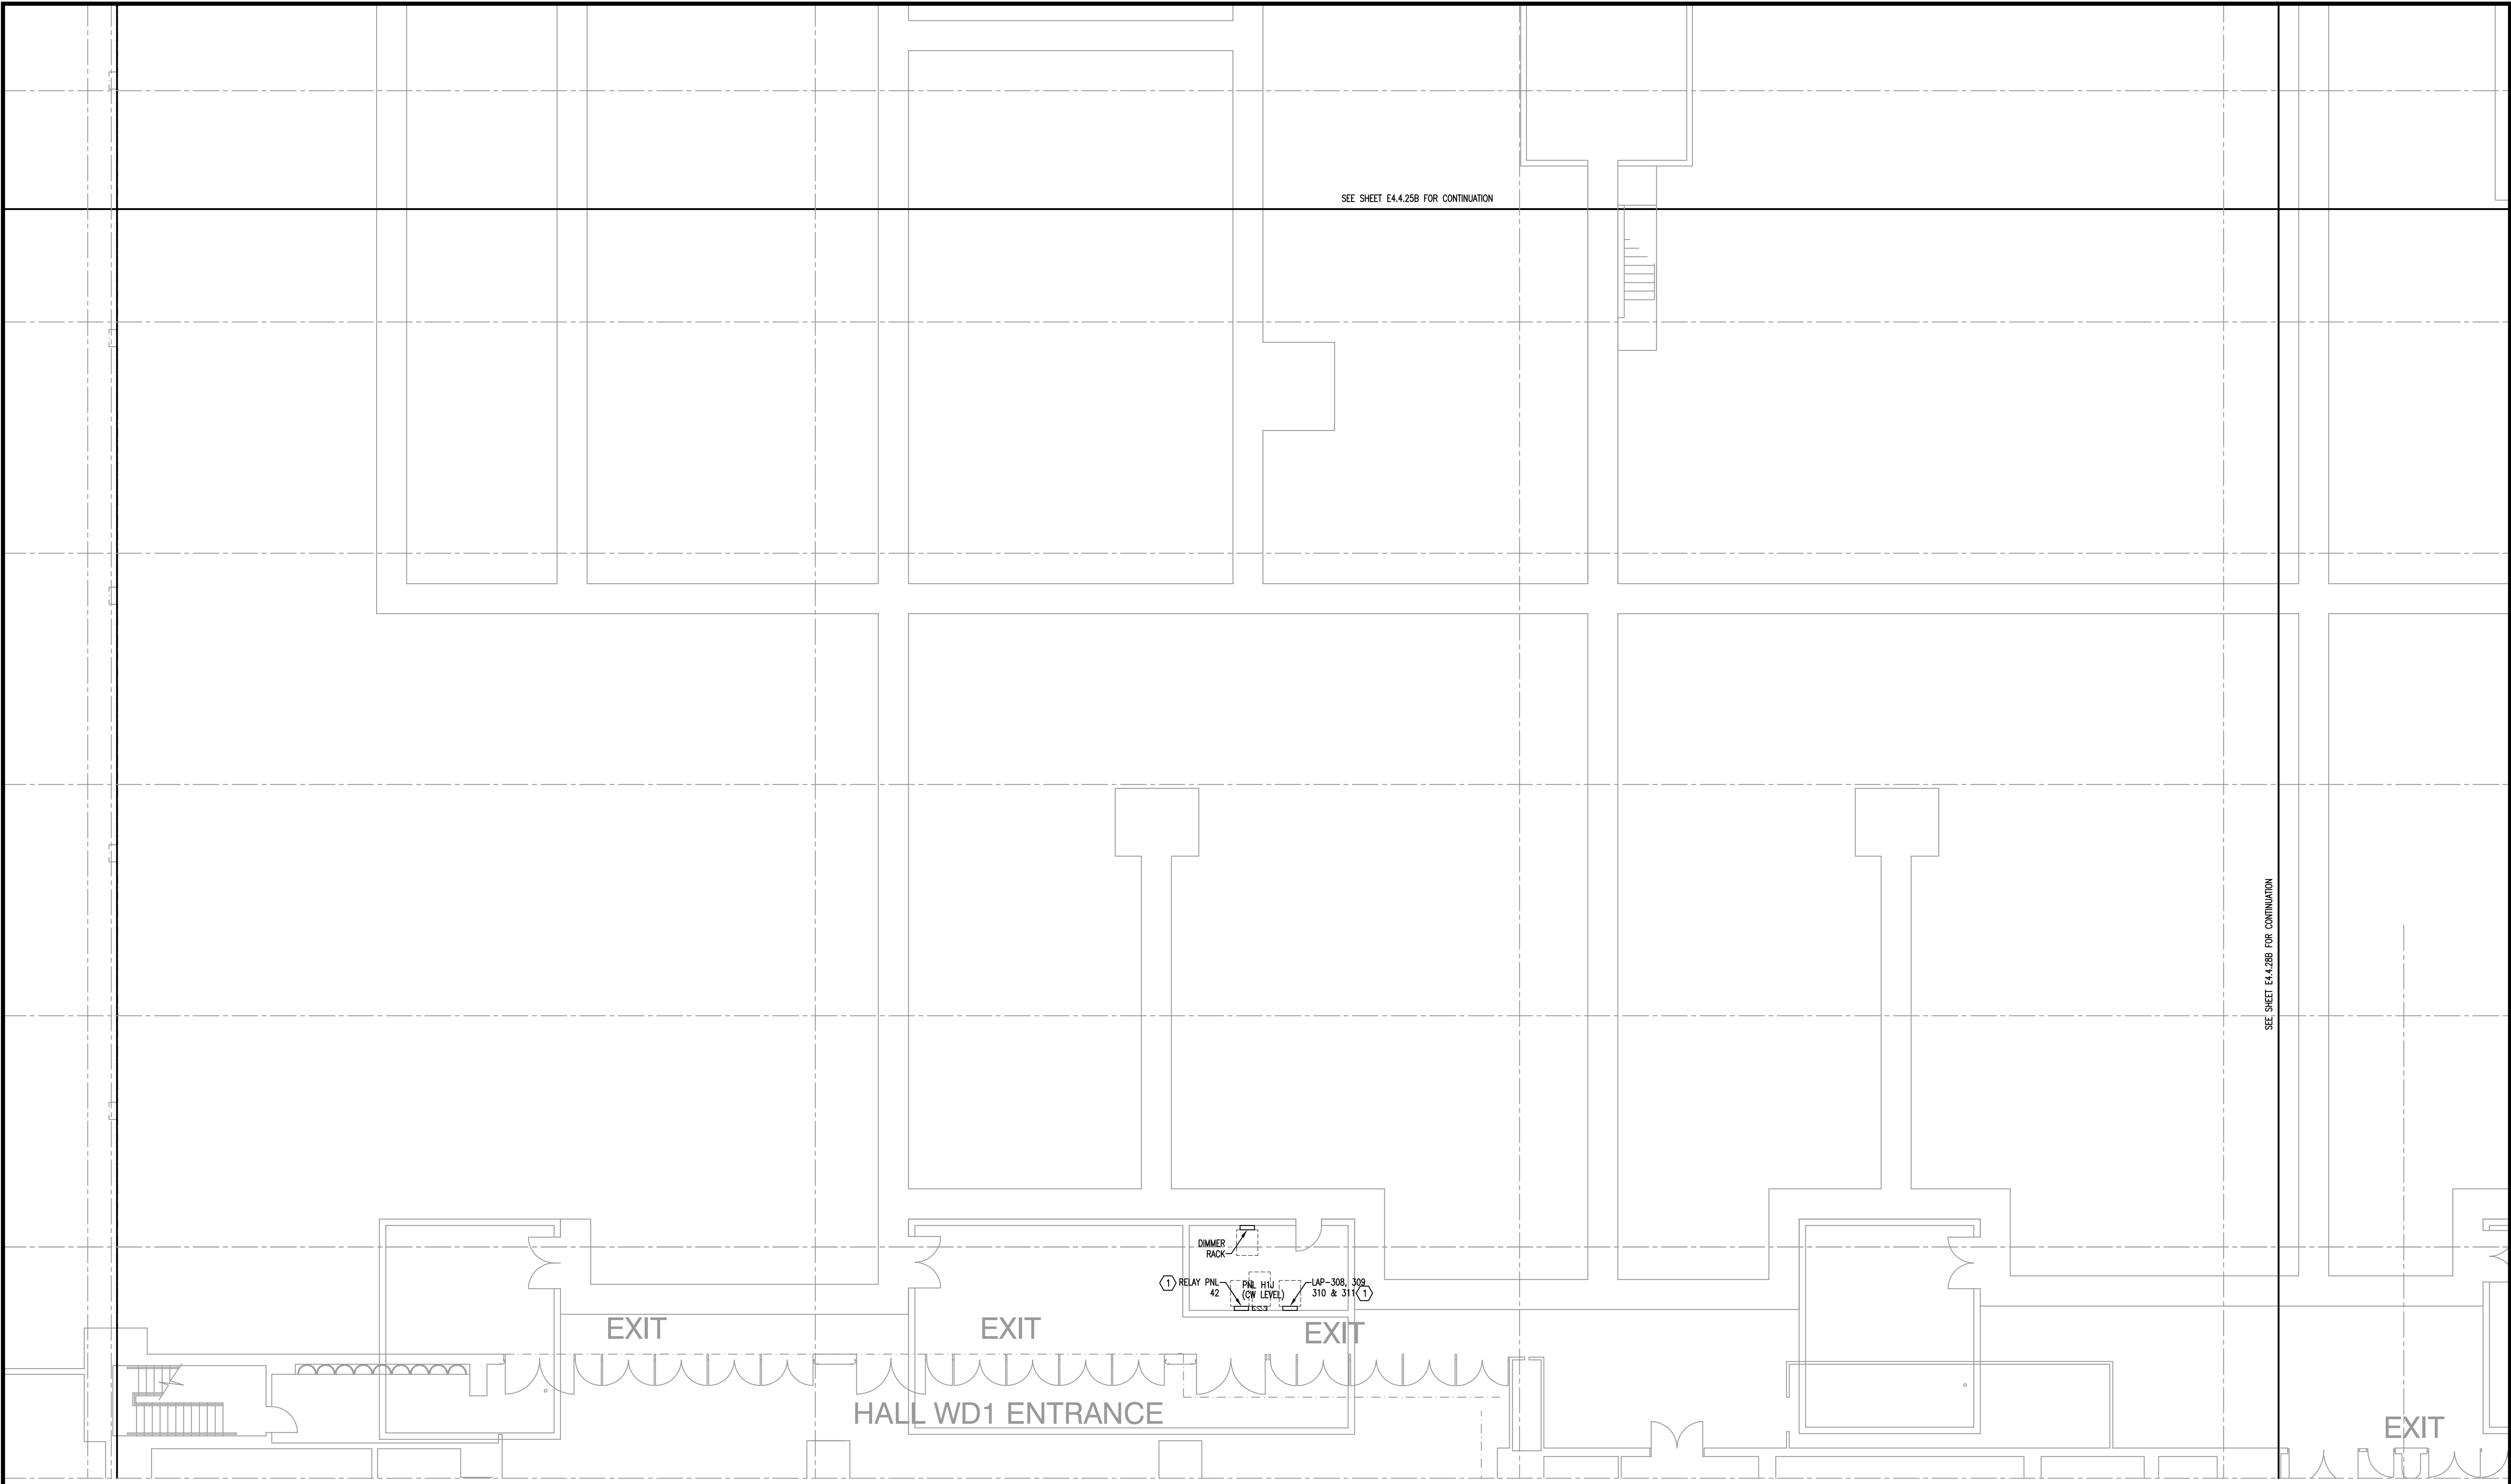 SEE SHEET E4.4.25B FOR CONTINUATION
SEE SHEET E4.4.28B FOR CONTINUATION
DIMMER
RACK
1 RELAY PNL
42
PNL H1J
(CW LEVEL)
LAP-308, 309
310 & 311 1
EXIT
EXIT
EXIT
HALL WD1 ENTRANCE
EXIT